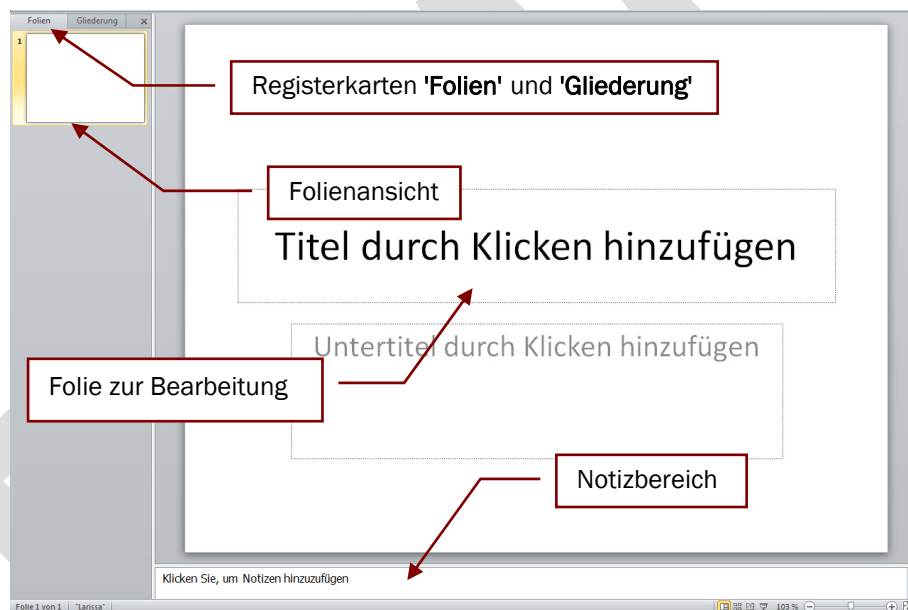 Folien Gliederung x
1
Registerkarten 'Folien' und 'Gliederung'
Folienansicht
Titel durch Klicken hinzufügen
Untertitel durch Klicken hinzufügen
Folie zur Bearbeitung
Notizbereich
Klicken Sie, um Notizen hinzuzufügen
Folie 1 von 1 "Larissa" 103 %